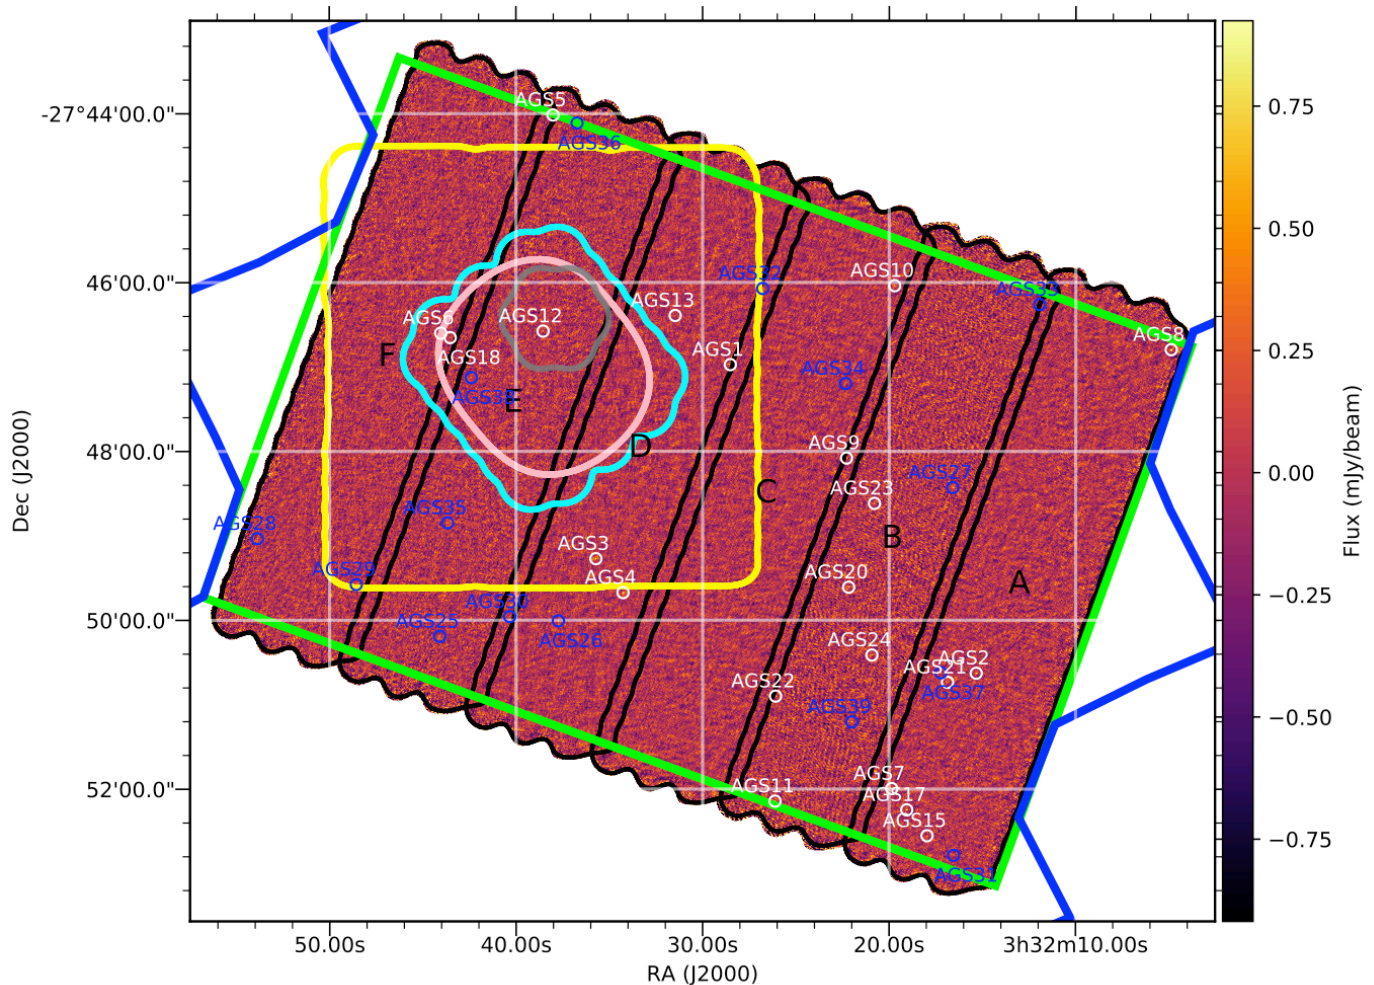 AGS5
-27°44'00.0"
AGS36
0.75
0.50
AGS10
46'00.0"
AGS32
AGS33
AGS13
AGS6
AGS12
AGS8
AGS1
F
AGS18
AGS34
0.25
AGS38
E
Flux (mJy/beam)
D
AGS9
48'00.0"
Dec (J2000)
AGS27
0.00
C
AGS23
AGS35
AGS28
B
AGS3
AGS29
AGS4
AGS20
A
−0.25
AGS30
50'00.0"
AGS25
AGS26
AGS24
AGS2
AGS21
AGS22
AGS37
AGS39
−0.50
AGS7
52'00.0"
AGS11
AGS17
AGS15
−0.75
AGS31
50.00s
40.00s
30.00s
20.00s
3h32m10.00s
RA (J2000)